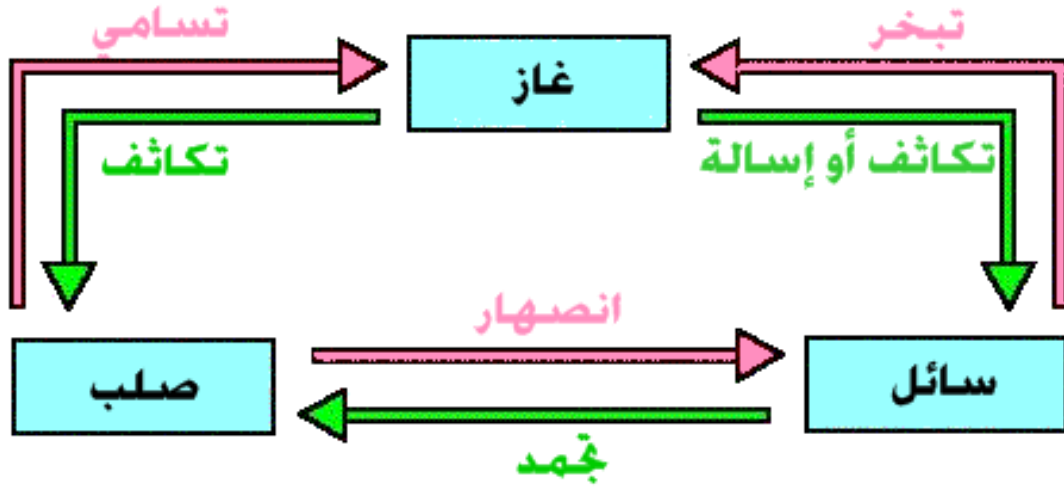 تبخر
تسامي
غاز
تكاثف أو إسالة
تكاثف
انصهار
سائل
صلب
تجمد